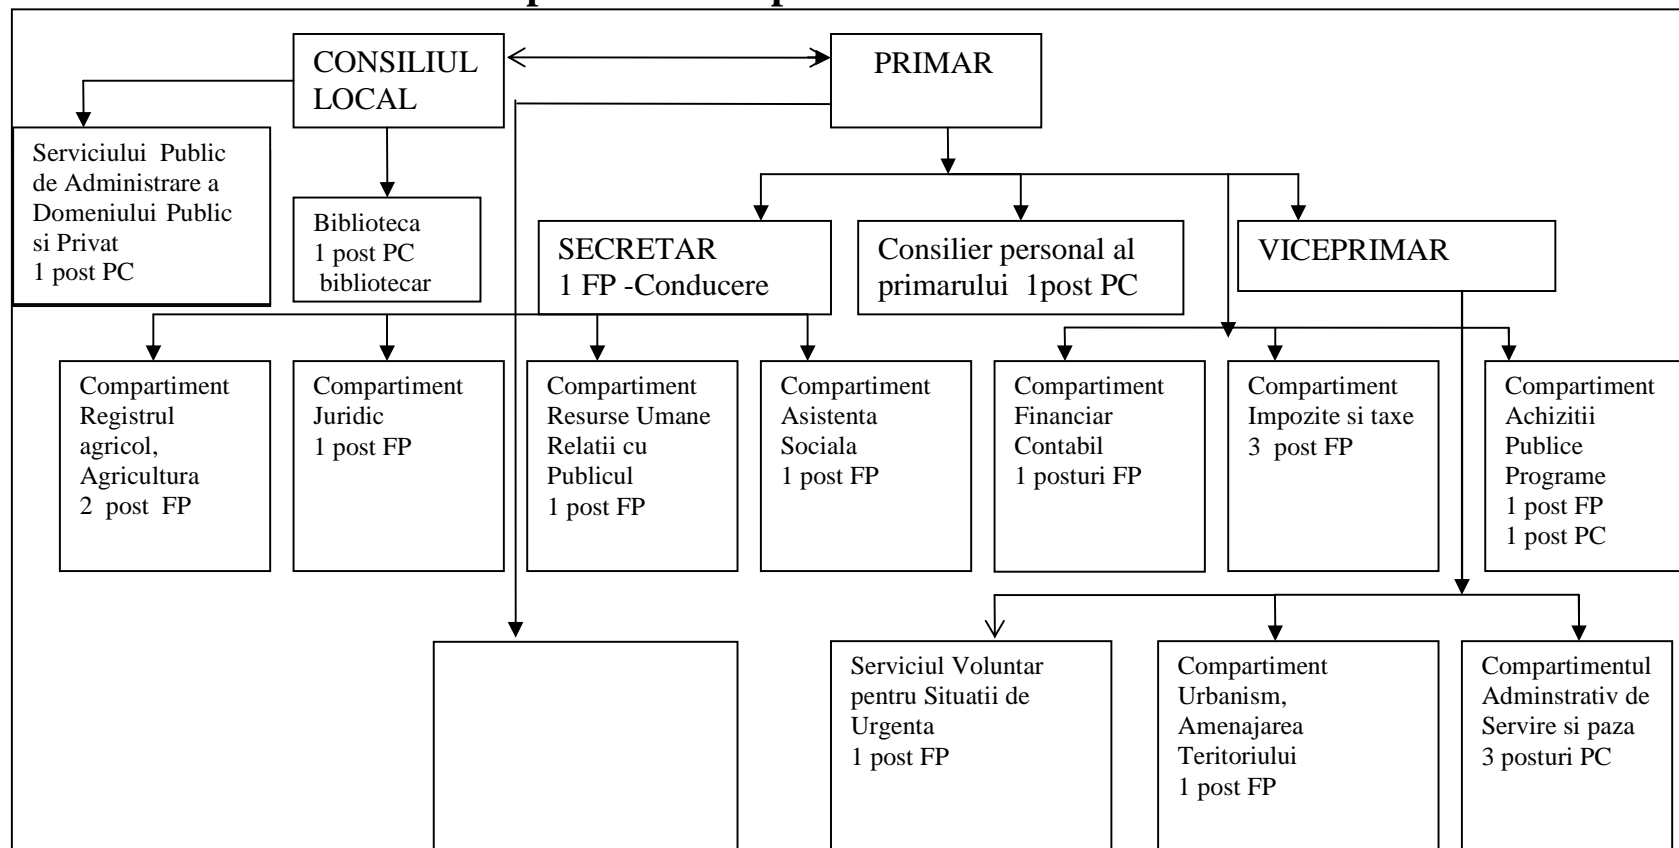 CONSILIUL
LOCAL
PRIMAR
Serviciului Public
de Administrare a
Domeniului Public
si Privat
1 post PC
Biblioteca
1 post PC
bibliotecar
SECRETAR
1 FP -Conducere
Consilier personal al
primarului 1post PC
VICEPRIMAR
Compartiment
Registrul
agricol,
Agricultura
2 post FP
Compartiment
Juridic
1 post FP
Compartiment
Resurse Umane
Relatii cu
Publicul
1 post FP
Compartiment
Asistenta
Sociala
1 post FP
Compartiment
Financiar
Contabil
1 posturi FP
Compartiment
Impozite si taxe
3 post FP
Compartiment
Achizitii
Publice
Programe
1 post FP
1 post PC
Serviciul Voluntar
pentru Situatii de
Urgenta
1 post FP
Compartiment
Urbanism,
Amenajarea
Teritoriului
1 post FP
Compartimentul
Adminstrativ de
Servire si paza
3 posturi PC